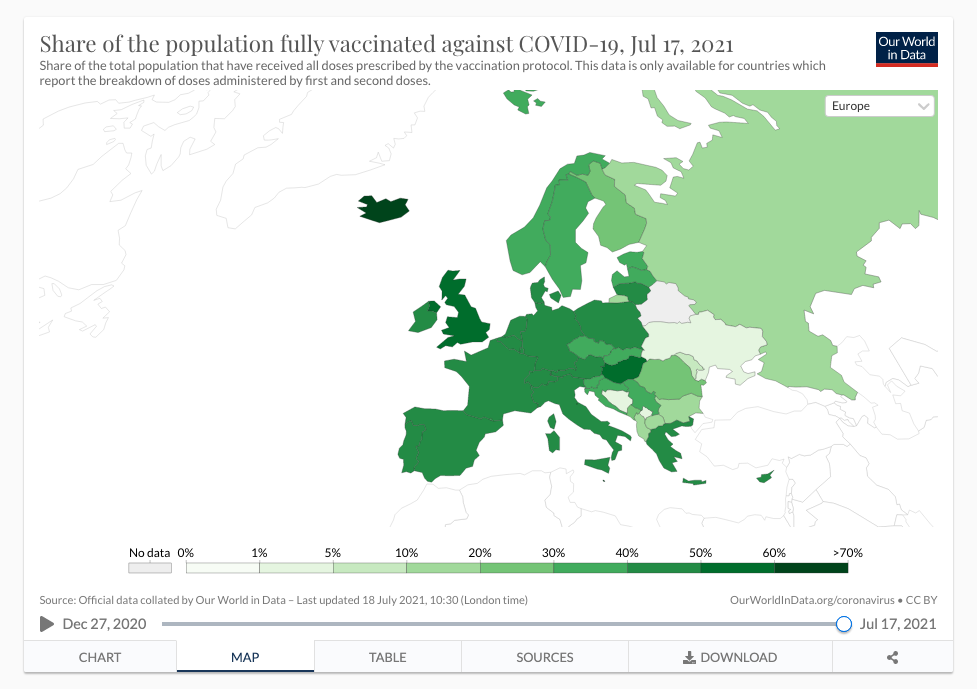 Share of the population fully vaccinated against COVID-19, Jul 17, 2021
Share of the total population that have received all doses prescribed by the vaccination protocol. This data is only available for countries which
report the breakdown of doses administered by first and second doses.
Our World
in Data
Europe
No data 0% 1% 5% 10% 20% 30% 40% 50% 60% >70%
Source: Official data collated by Our World in Data – Last updated 18 July 2021, 10:30 (London time)
OurWorldInData.org/coronavirus • CC BY
Dec 27, 2020
Jul 17, 2021
CHART
MAP
TABLE
SOURCES
DOWNLOAD